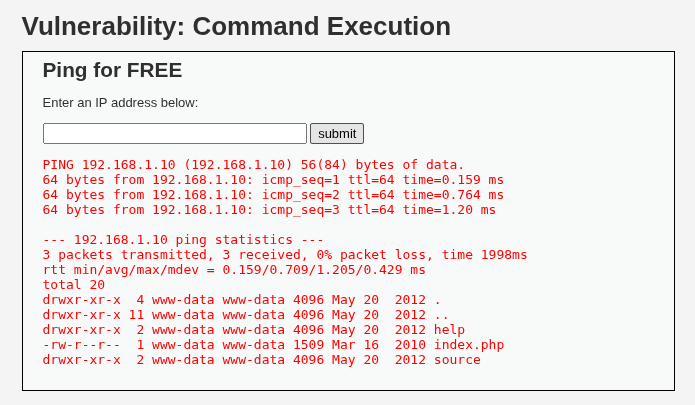 Vulnerability: Command Execution
Ping for FREE
Enter an IP address below:
submit
PING 192.168.1.10 (192.168.1.10) 56(84) bytes of data.
64 bytes from 192.168.1.10: icmp_seq=1 ttl=64 time=0.159 ms
64 bytes from 192.168.1.10: icmp_seq=2 ttl=64 time=0.764 ms
64 bytes from 192.168.1.10: icmp_seq=3 ttl=64 time=1.20 ms
--- 192.168.1.10 ping statistics ---
3 packets transmitted, 3 received, 0% packet loss, time 1998ms
rtt min/avg/max/mdev = 0.159/0.709/1.205/0.429 ms
total 20
drwxr-xr-x  4 www-data www-data 4096 May 20  2012 .
drwxr-xr-x 11 www-data www-data 4096 May 20  2012 ..
drwxr-xr-x  2 www-data www-data 4096 May 20  2012 help
-rw-r--r--  1 www-data www-data 1509 Mar 16  2010 index.php
drwxr-xr-x  2 www-data www-data 4096 May 20  2012 source